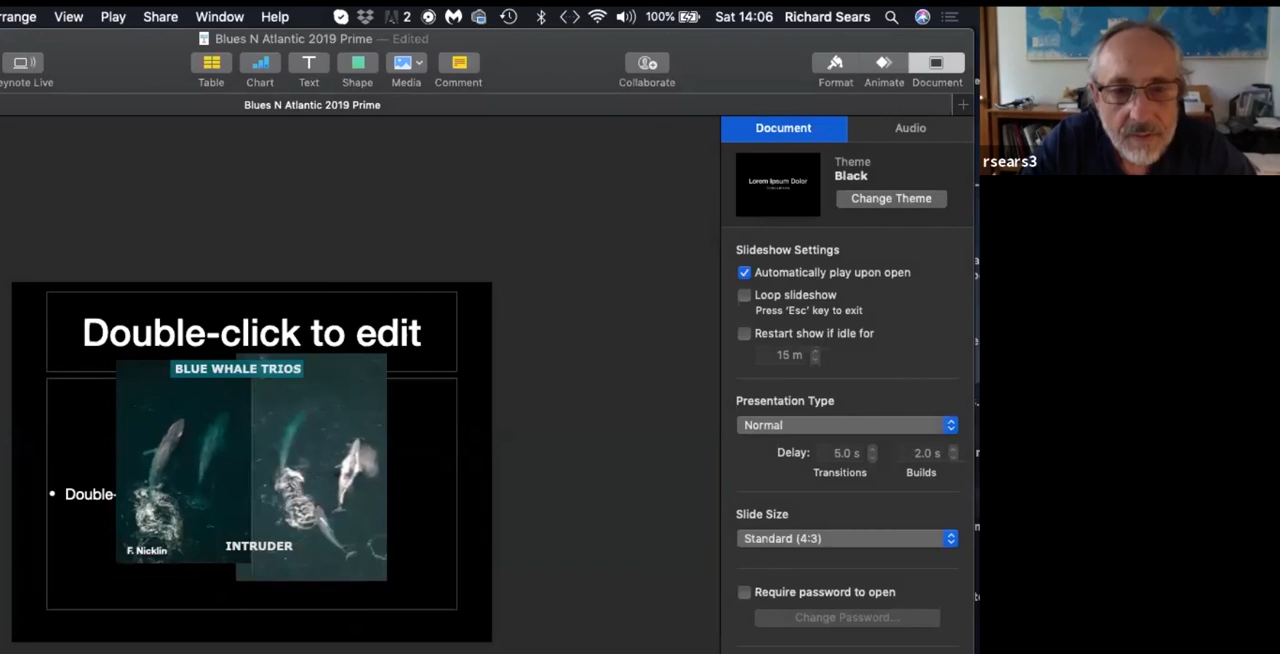 rrange View Play Share Window Help 2 100% Sat 14:06 Richard Sears
Blues N Atlantic 2019 Prime — Edited
eynote Live Table Chart Text Shape Media Comment Collaborate Format Animate Document
Blues N Atlantic 2019 Prime
Document Audio
Theme
Black
Lorem Ipsum Dolor
Change Theme
Slideshow Settings
Automatically play upon open
Loop slideshow
Press 'Esc' key to exit
Restart show if idle for
15 m
Presentation Type
Normal
Delay: 5.0 s 2.0 s
Transitions Builds
Slide Size
Standard (4:3)
Require password to open
Change Password...
Double-click to edit
BLUE WHALE TRIOS
• Double-
INTRUDER
F. Nicklin
rsears3